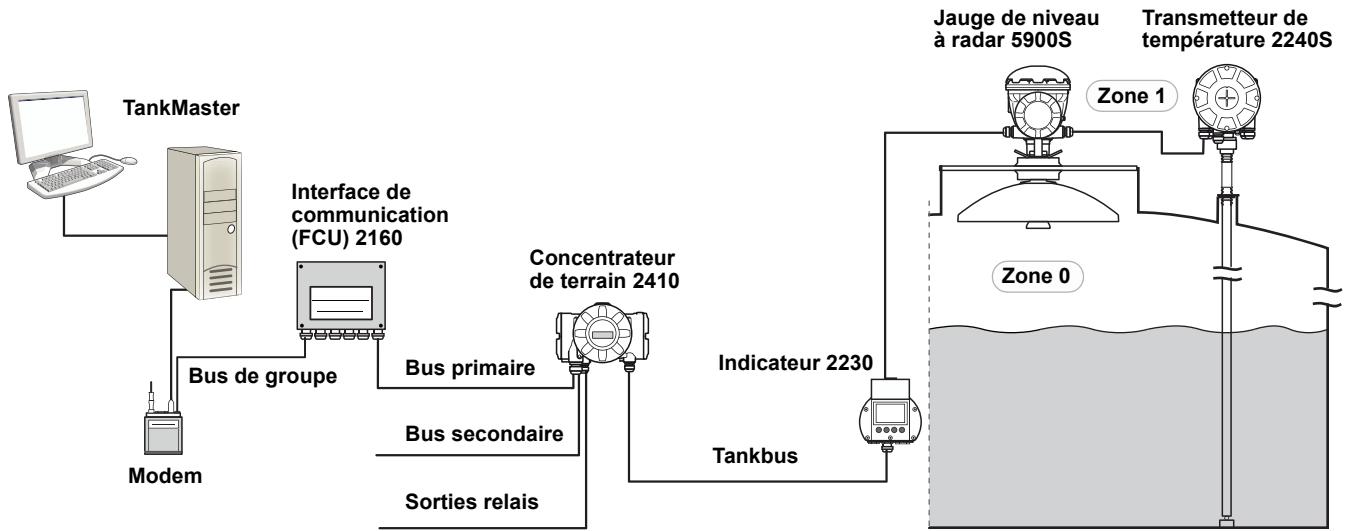 Jauge de niveau
à radar 5900S
Transmetteur de
température 2240S
Zone 1
TankMaster
Interface de
communication
(FCU) 2160
Concentrateur
de terrain 2410
Zone 0
Indicateur 2230
Bus de groupe
Bus primaire
Bus secondaire
Tankbus
Modem
Sorties relais